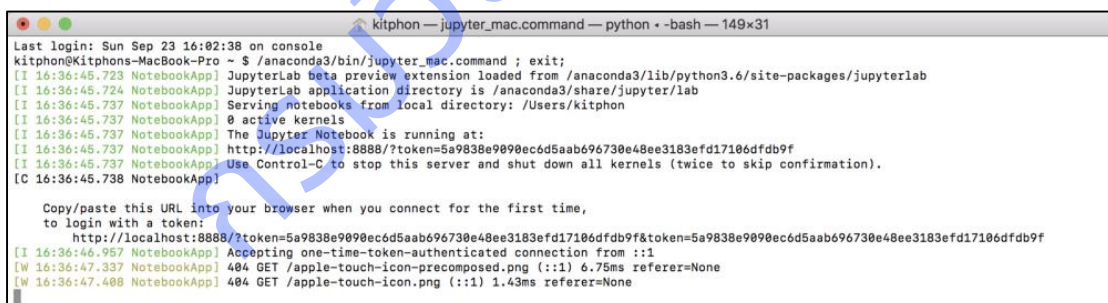 kitphon — jupyter_mac.command — python ◂ -bash — 149×31
Last login: Sun Sep 23 16:02:38 on console
kitphon@Kitphons-MacBook-Pro ~ $ /anaconda3/bin/jupyter_mac.command ; exit;
[I 16:36:45.723 NotebookApp] JupyterLab beta preview extension loaded from /anaconda3/lib/python3.6/site-packages/jupyterlab
[I 16:36:45.724 NotebookApp] JupyterLab application directory is /anaconda3/share/jupyter/lab
[I 16:36:45.737 NotebookApp] Serving notebooks from local directory: /Users/kitphon
[I 16:36:45.737 NotebookApp] 0 active kernels
[I 16:36:45.737 NotebookApp] The Jupyter Notebook is running at:
[I 16:36:45.737 NotebookApp] http://localhost:8888/?token=5a9838e9090ec6d5aab696730e48ee3183efd17106dfdb9f
[I 16:36:45.737 NotebookApp] Use Control-C to stop this server and shut down all kernels (twice to skip confirmation).
[C 16:36:45.738 NotebookApp]
Copy/paste this URL into your browser when you connect for the first time,
to login with a token:
http://localhost:8888/?token=5a9838e9090ec6d5aab696730e48ee3183efd17106dfdb9f&token=5a9838e9090ec6d5aab696730e48ee3183efd17106dfdb9f
[I 16:36:46.957 NotebookApp] Accepting one-time-token-authenticated connection from ::1
[W 16:36:47.337 NotebookApp] 404 GET /apple-touch-icon-precomposed.png (::1) 6.75ms referer=None
[W 16:36:47.408 NotebookApp] 404 GET /apple-touch-icon.png (::1) 1.43ms referer=None